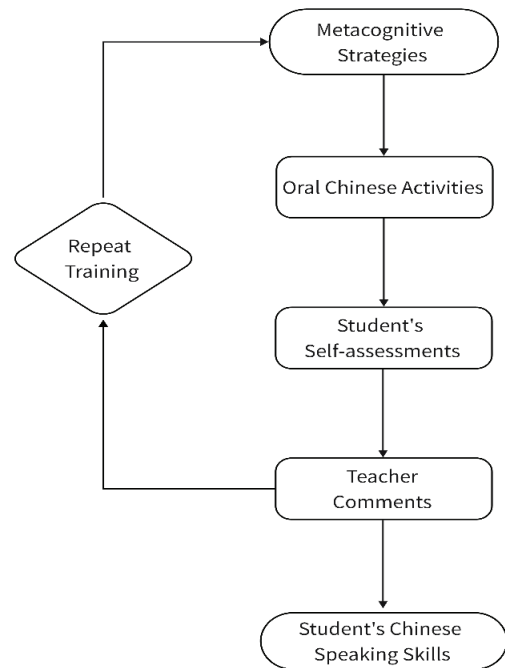 Metacognitive
Strategies
Oral Chinese Activities
Repeat
Training
Student's
Self-assessments
Teacher
Comments
Student's Chinese
Speaking Skills